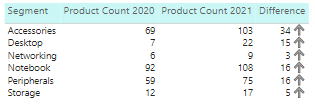 Segment Product Count 2020 Product Count 2021 Difference
Accessories 69 103 34
Desktop 7 22 15
Networking 6 9 3
Notebook 92 108 16
Peripherals 59 75 16
Storage 12 17 5